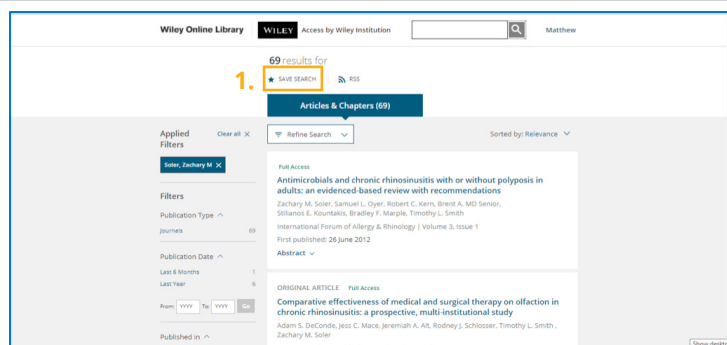 Wiley Online Library WILEY Access by Wiley Institution Matthew
69 results for
1. ★ SAVE SEARCH RSS
Articles & Chapters (69)
Applied Filters Clear all ✕
Soler, Zachary M ✕
Filters
Publication Type
Journals 69
Publication Date
Last 6 Months 1
Last Year 6
From: YYYY To: YYYY Go
Published in
Refine Search Sorted by: Relevance
Full Access
Antimicrobials and chronic rhinosinusitis with or without polyposis in
adults: an evidenced-based review with recommendations
Zachary M. Soler, Samuel L. Oyer, Robert C. Kern, Brent A. MD Senior,
Stilianos E. Kountakis, Bradley F. Marple, Timothy L. Smith
International Forum of Allergy & Rhinology | Volume 3, Issue 1
First published: 26 June 2012
Abstract
ORIGINAL ARTICLE Full Access
Comparative effectiveness of medical and surgical therapy on olfaction in
chronic rhinosinusitis: a prospective, multi-institutional study
Adam S. DeConde, Jess C. Mace, Jeremiah A. Alt, Rodney J. Schlosser, Timothy L. Smith,
Zachary M. Soler
Show deskto